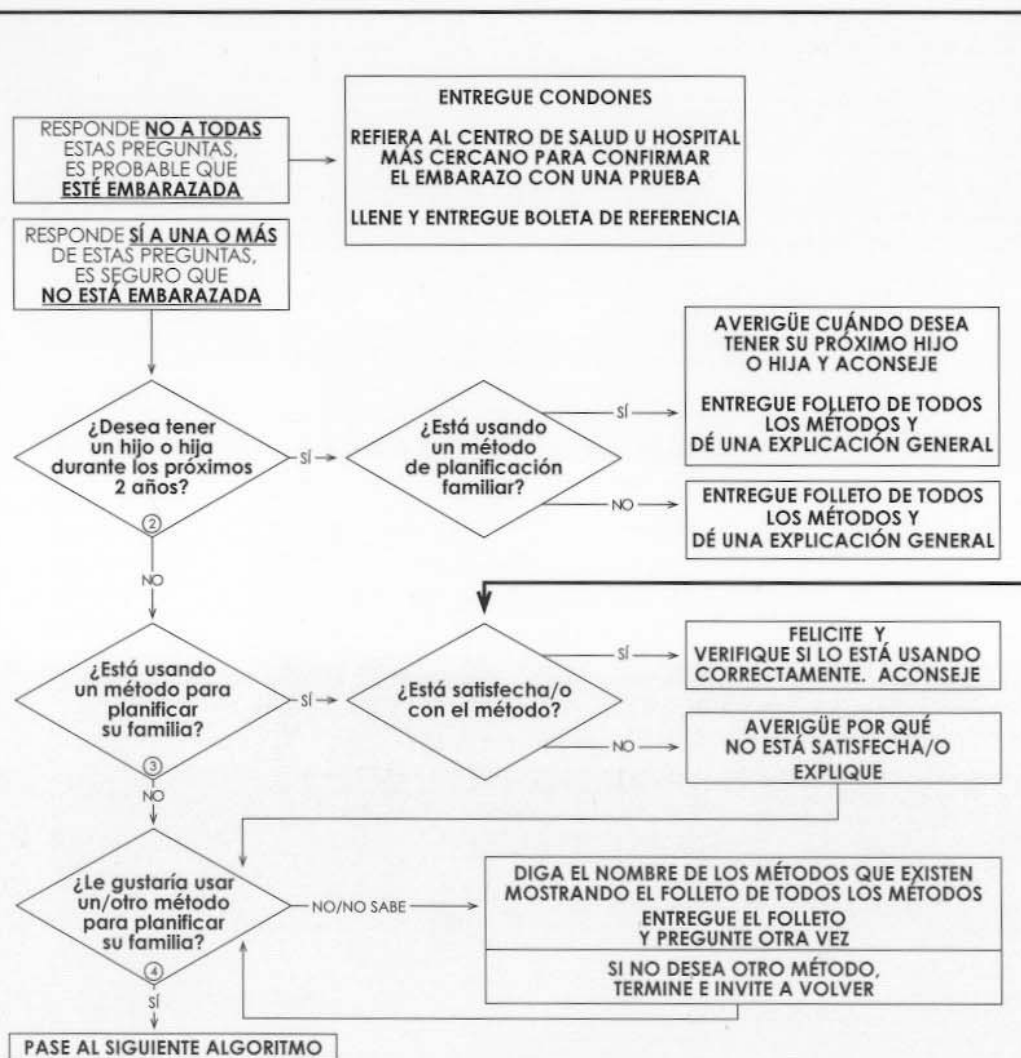 ENTREGUE CONDONES
REFIERA AL CENTRO DE SALUD U HOSPITAL
MÁS CERCANO PARA CONFIRMAR
EL EMBARAZO CON UNA PRUEBA
LLENE Y ENTREGUE BOLETA DE REFERENCIA
RESPONDE NO A TODAS
ESTAS PREGUNTAS,
ES PROBABLE QUE
ESTÉ EMBARAZADA
RESPONDE SÍ A UNA O MÁS
DE ESTAS PREGUNTAS,
ES SEGURO QUE
NO ESTÁ EMBARAZADA
¿Desea tener
un hijo o hija
durante los próximos
2 años?
2
SÍ
¿Está usando
un método
de planificación
familiar?
SÍ
AVERIGÜE CUÁNDO DESEA
TENER SU PRÓXIMO HIJO
O HIJA Y ACONSEJE
ENTREGUE FOLLETO DE TODOS
LOS MÉTODOS Y
DÉ UNA EXPLICACIÓN GENERAL
NO
ENTREGUE FOLLETO DE TODOS
LOS MÉTODOS Y
DÉ UNA EXPLICACIÓN GENERAL
NO
¿Está usando
un método para
planificar
su familia?
3
SÍ
¿Está satisfecha/o
con el método?
SÍ
FELICITE Y
VERIFIQUE SI LO ESTÁ USANDO
CORRECTAMENTE. ACONSEJE
NO
AVERIGÜE POR QUÉ
NO ESTÁ SATISFECHA/O
EXPLIQUE
NO
¿Le gustaría usar
un/otro método
para planificar
su familia?
4
NO/NO SABE
DIGA EL NOMBRE DE LOS MÉTODOS QUE EXISTEN
MOSTRANDO EL FOLLETO DE TODOS LOS MÉTODOS
ENTREGUE EL FOLLETO
Y PREGUNTE OTRA VEZ
SI NO DESEA OTRO MÉTODO,
TERMINE E INVITE A VOLVER
SÍ
PASE AL SIGUIENTE ALGORITMO